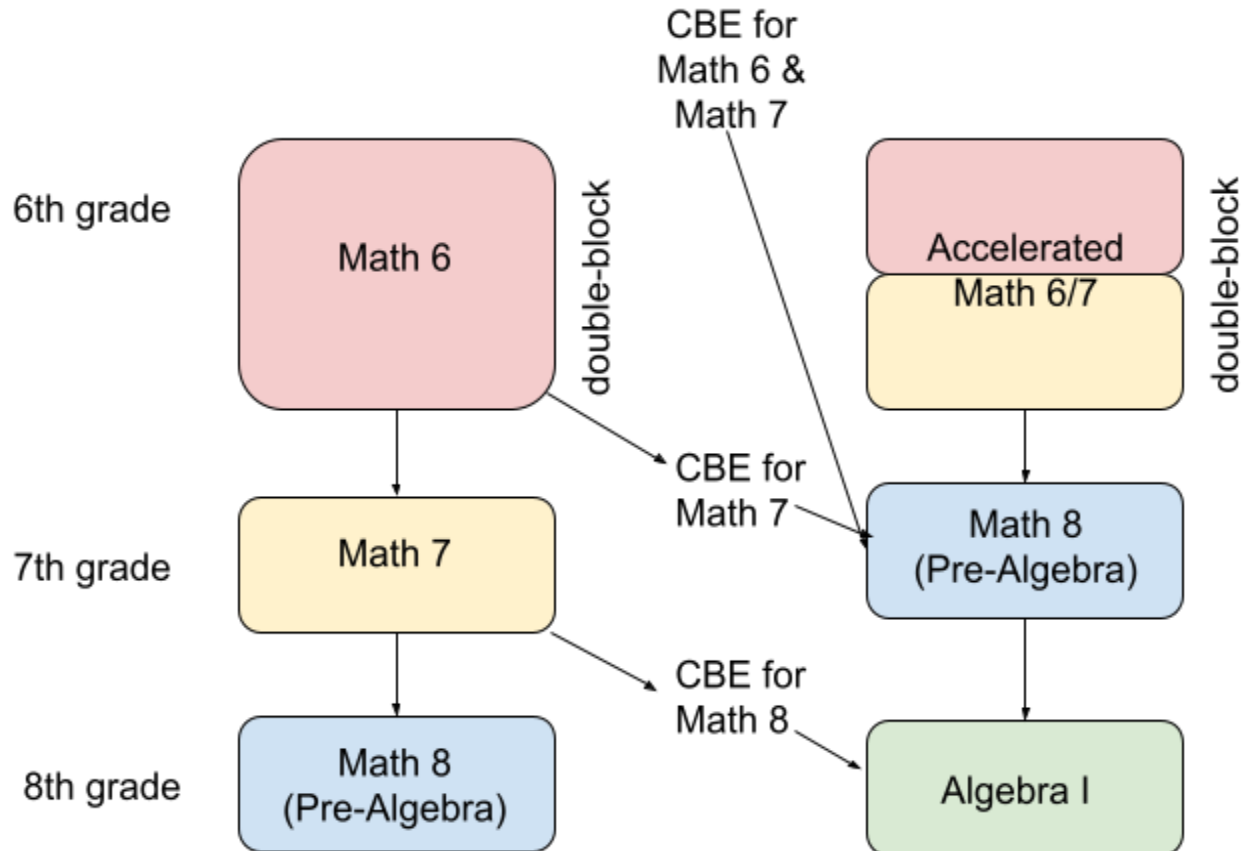 CBE for
Math 6 &
Math 7
6th grade
Math 6
double-block
Accelerated
Math 6/7
double-block
CBE for
Math 7
7th grade
Math 7
Math 8
(Pre-Algebra)
CBE for
Math 8
8th grade
Math 8
(Pre-Algebra)
Algebra I